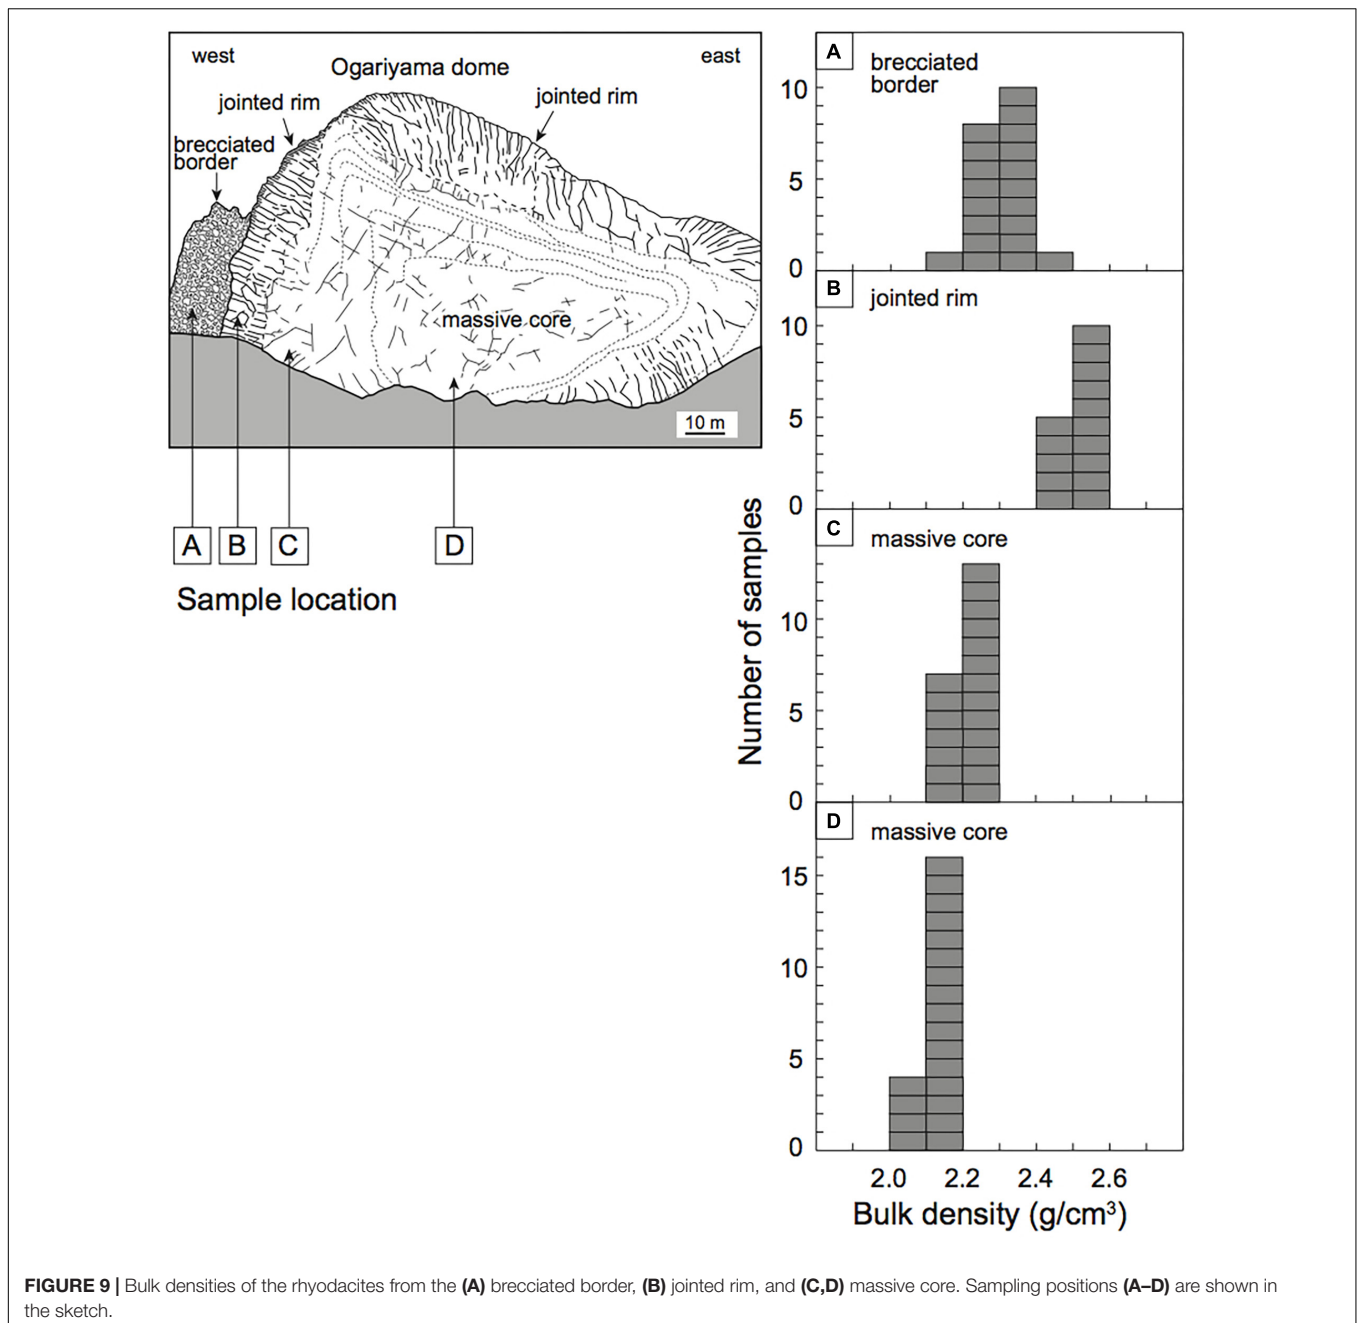 west
Ogariyama dome
east
jointed rim
jointed rim
brecciated
border
massive core
10 m
A
B
C
D
Sample location
A
brecciated
border
10
5
0
B
jointed rim
10
5
0
C
massive core
10
5
0
D
massive core
15
10
5
0
Number of samples
2.0 2.2 2.4 2.6
Bulk density (g/cm³)
FIGURE 9 | Bulk densities of the rhyodacites from the (A) brecciated border, (B) jointed rim, and (C,D) massive core. Sampling positions (A–D) are shown in
the sketch.